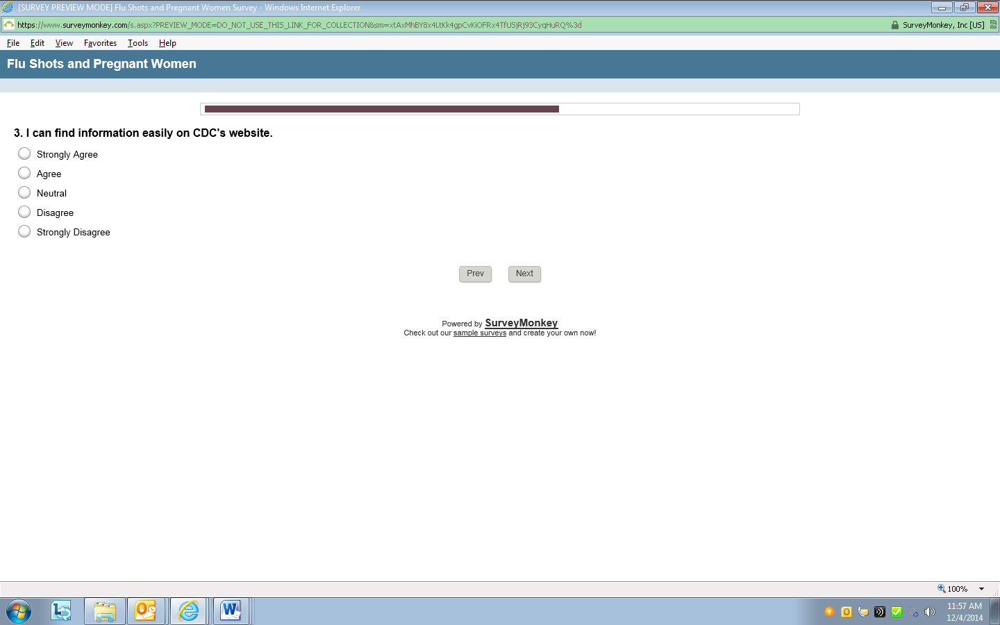 [SURVEY PREVIEW MODE] Flu Shots and Pregnant Women Survey - Windows Internet Explorer
https://www.surveymonkey.com/s.aspx?PREVIEW_MODE=DO_NOT_USE_THIS_LINK_FOR_COLLECTION&sm=xtAxMhBY8x4LtKk4gpCvKiOFRx4TfUSjRj93CyqHuRQ%3d SurveyMonkey, Inc [US]
File Edit View Favorites Tools Help
Flu Shots and Pregnant Women
3. I can find information easily on CDC's website.
Strongly Agree
Agree
Neutral
Disagree
Strongly Disagree
Prev Next
Powered by SurveyMonkey
Check out our sample surveys and create your own now!
100%
11:57 AM
12/4/2014